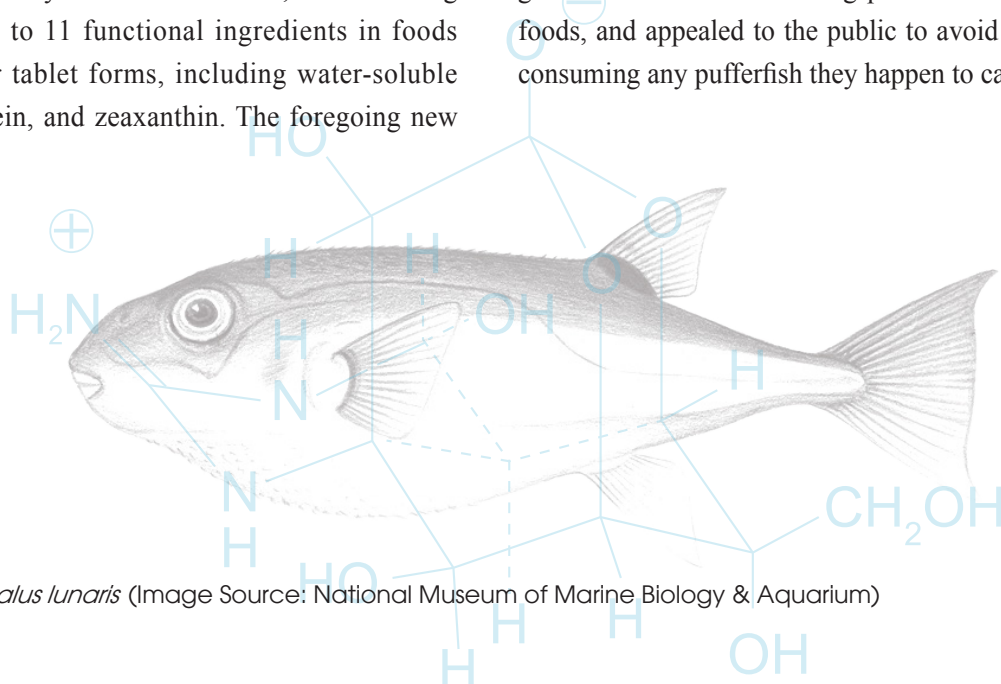 to 11 functional ingredients in foods
tablet forms, including water-soluble
ein, and zeaxanthin. The foregoing new
foods, and appealed to the public to avoid
consuming any pufferfish they happen to ca
O
HO
O
H
H
O
H₂N
OH
H
H
N
N
H
CH₂OH
HO
H
H
H
OH
alus lunaris (Image Source: National Museum of Marine Biology & Aquarium)